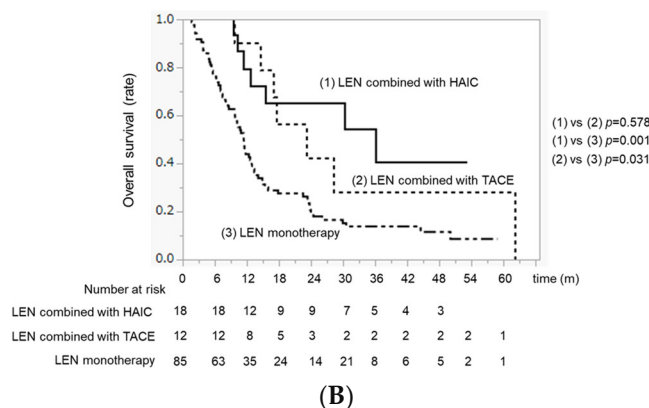 1.0
0.8
0.6
0.4
0.2
0.0
Overall survival (rate)
(1) LEN combined with HAIC
(2) LEN combined with TACE
(3) LEN monotherapy
(1) vs (2) p=0.578
(1) vs (3) p=0.001
(2) vs (3) p=0.031
0 6 12 18 24 30 36 42 48 54 60 time (m)
Number at risk
LEN combined with HAIC 18 18 12 9 9 7 5 4 3
LEN combined with TACE 12 12 8 5 3 2 2 2 2 2 1
LEN monotherapy 85 63 35 24 14 21 8 6 5 2 1
(B)